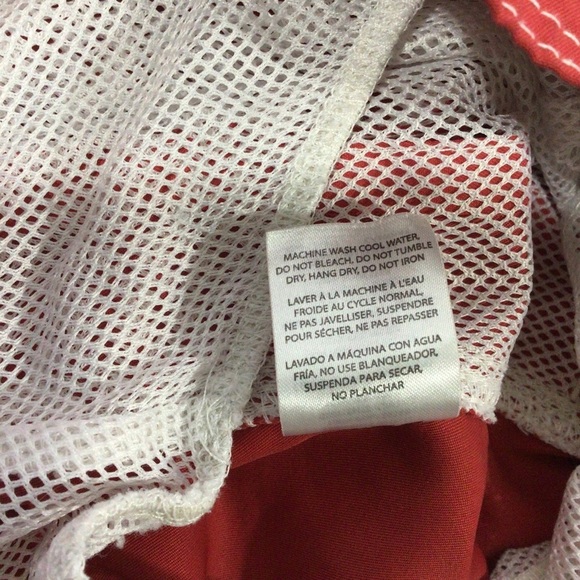 MACHINE WASH COOL WATER,
DO NOT BLEACH, DO NOT TUMBLE
DRY, HANG DRY, DO NOT IRON
LAVER À LA MACHINE À L'EAU
FROIDE AU CYCLE NORMAL,
NE PAS JAVELLISER, SUSPENDRE
POUR SÉCHER, NE PAS REPASSER
LAVADO A MÁQUINA CON AGUA
FRÍA, NO USE BLANQUEADOR,
SUSPENDA PARA SECAR,
NO PLANCHAR